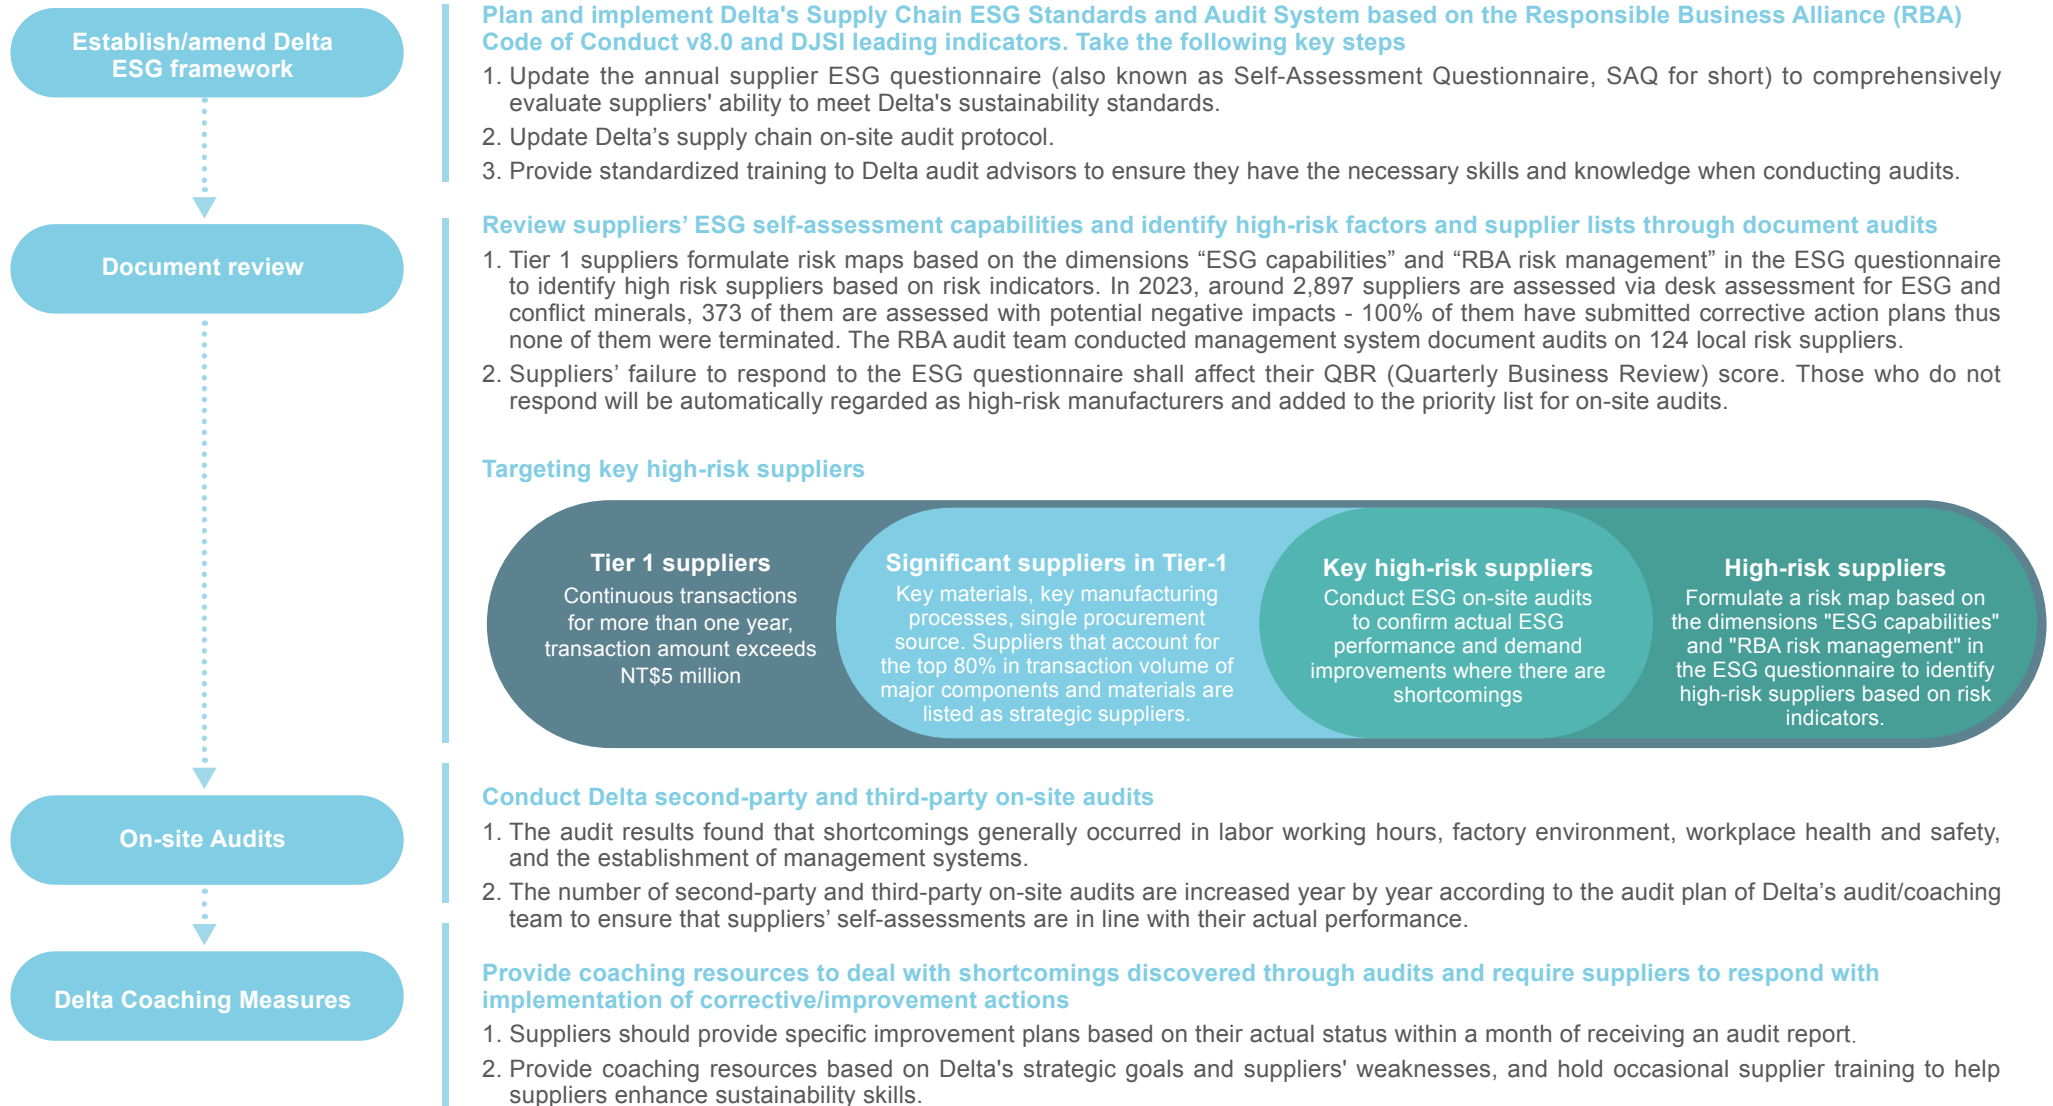 Establish/amend Delta
ESG framework
Plan and implement Delta's Supply Chain ESG Standards and Audit System based on the Responsible Business Alliance (RBA)
Code of Conduct v8.0 and DJSI leading indicators. Take the following key steps
1. Update the annual supplier ESG questionnaire (also known as Self-Assessment Questionnaire, SAQ for short) to comprehensively
evaluate suppliers' ability to meet Delta's sustainability standards.
2. Update Delta’s supply chain on-site audit protocol.
3. Provide standardized training to Delta audit advisors to ensure they have the necessary skills and knowledge when conducting audits.
Document review
Review suppliers’ ESG self-assessment capabilities and identify high-risk factors and supplier lists through document audits
1. Tier 1 suppliers formulate risk maps based on the dimensions “ESG capabilities” and “RBA risk management” in the ESG questionnaire
to identify high risk suppliers based on risk indicators. In 2023, around 2,897 suppliers are assessed via desk assessment for ESG and
conflict minerals, 373 of them are assessed with potential negative impacts - 100% of them have submitted corrective action plans thus
none of them were terminated. The RBA audit team conducted management system document audits on 124 local risk suppliers.
2. Suppliers’ failure to respond to the ESG questionnaire shall affect their QBR (Quarterly Business Review) score. Those who do not
respond will be automatically regarded as high-risk manufacturers and added to the priority list for on-site audits.
Targeting key high-risk suppliers
Tier 1 suppliers
Continuous transactions
for more than one year,
transaction amount exceeds
NT$5 million
Significant suppliers in Tier-1
Key materials, key manufacturing
processes, single procurement
source. Suppliers that account for
the top 80% in transaction volume of
major components and materials are
listed as strategic suppliers.
Key high-risk suppliers
Conduct ESG on-site audits
to confirm actual ESG
performance and demand
improvements where there are
shortcomings
High-risk suppliers
Formulate a risk map based on
the dimensions "ESG capabilities"
and "RBA risk management" in
the ESG questionnaire to identify
high-risk suppliers based on risk
indicators.
On-site Audits
Conduct Delta second-party and third-party on-site audits
1. The audit results found that shortcomings generally occurred in labor working hours, factory environment, workplace health and safety,
and the establishment of management systems.
2. The number of second-party and third-party on-site audits are increased year by year according to the audit plan of Delta’s audit/coaching
team to ensure that suppliers’ self-assessments are in line with their actual performance.
Delta Coaching Measures
Provide coaching resources to deal with shortcomings discovered through audits and require suppliers to respond with
implementation of corrective/improvement actions
1. Suppliers should provide specific improvement plans based on their actual status within a month of receiving an audit report.
2. Provide coaching resources based on Delta's strategic goals and suppliers' weaknesses, and hold occasional supplier training to help
suppliers enhance sustainability skills.